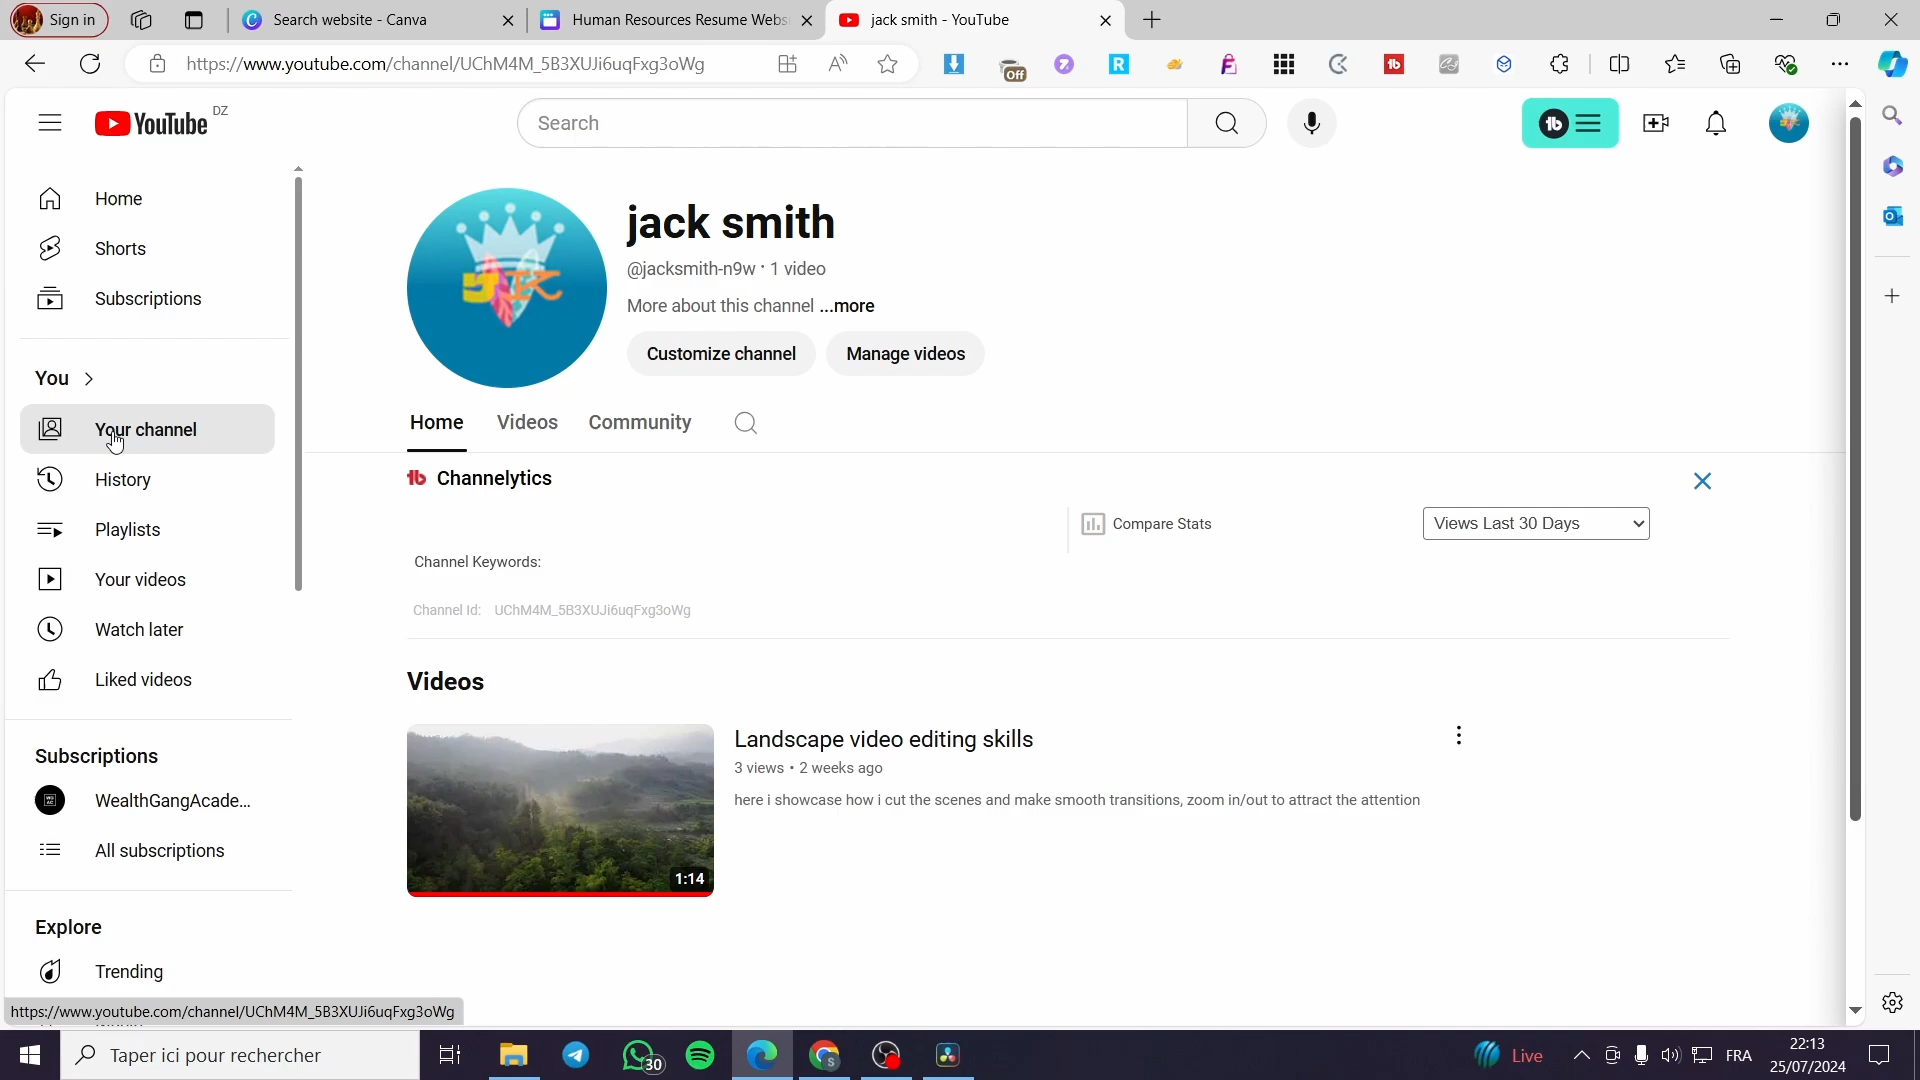 Sign in
Search website - Canva
Human Resources Resume Webs
jack smith - YouTube
https://www.youtube.com/channel/UChM4M_5B3XUJi6uqFxg3oWg
Off
YouTube DZ
Search
Home
Shorts
Subscriptions
You
Your channel
History
Playlists
Your videos
Watch later
Liked videos
Subscriptions
WealthGangAcade...
All subscriptions
Explore
Trending
https://www.youtube.com/channel/UChM4M_5B3XUJi6uqFxg3oWg
jack smith
@jacksmith-n9w · 1 video
More about this channel ...more
Customize channel
Manage videos
Home
Videos
Community
Channelytics
Compare Stats
Views Last 30 Days
Channel Keywords:
Channel Id: UChM4M_5B3XUJi6uqFxg3oWg
Videos
Landscape video editing skills
3 views • 2 weeks ago
here i showcase how i cut the scenes and make smooth transitions, zoom in/out to attract the attention
1:14
Taper ici pour rechercher
30
Live
FRA
22:13
25/07/2024